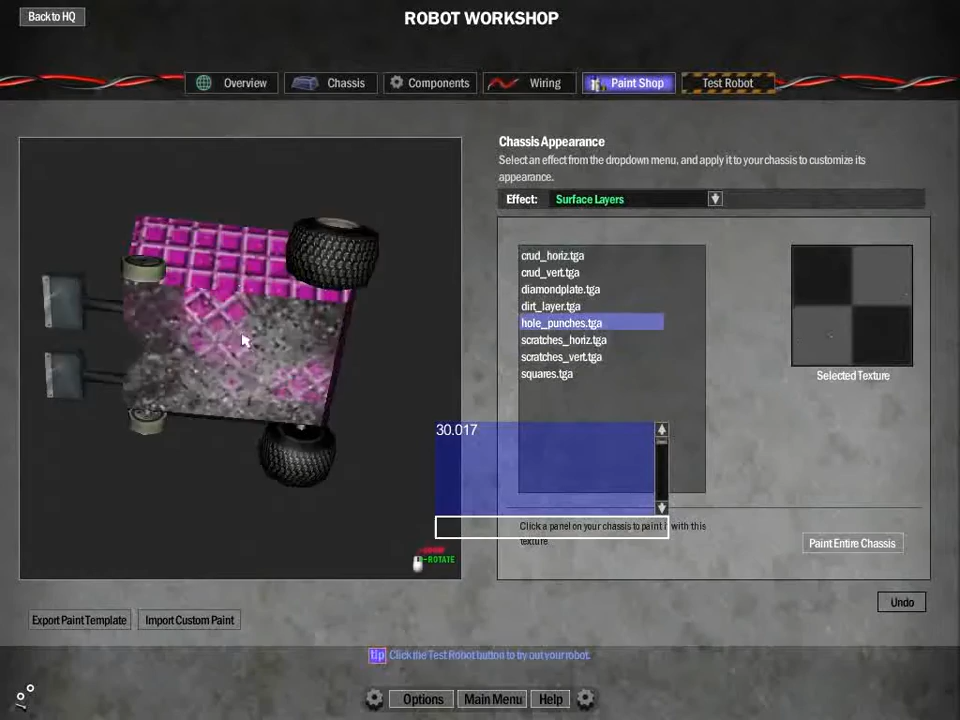 Back to HQ
ROBOT WORKSHOP
Overview
Chassis
Components
Wiring
Paint Shop
Test Robot
Chassis Appearance
Select an effect from the dropdown menu, and apply it to your chassis to customize its
appearance.
Effect:
Surface Layers
crud_horiz.tga
crud_vert.tga
diamondplate.tga
dirt_layer.tga
hole_punches.tga
scratches_horiz.tga
scratches_vert.tga
squares.tga
Selected Texture
30.017
Click a panel on your chassis to paint it with this
texture
Paint Entire Chassis
-ROTATE
Undo
Export Paint Template
Import Custom Paint
tip
Click the Test Robot button to try out your robot.
Options
Main Menu
Help